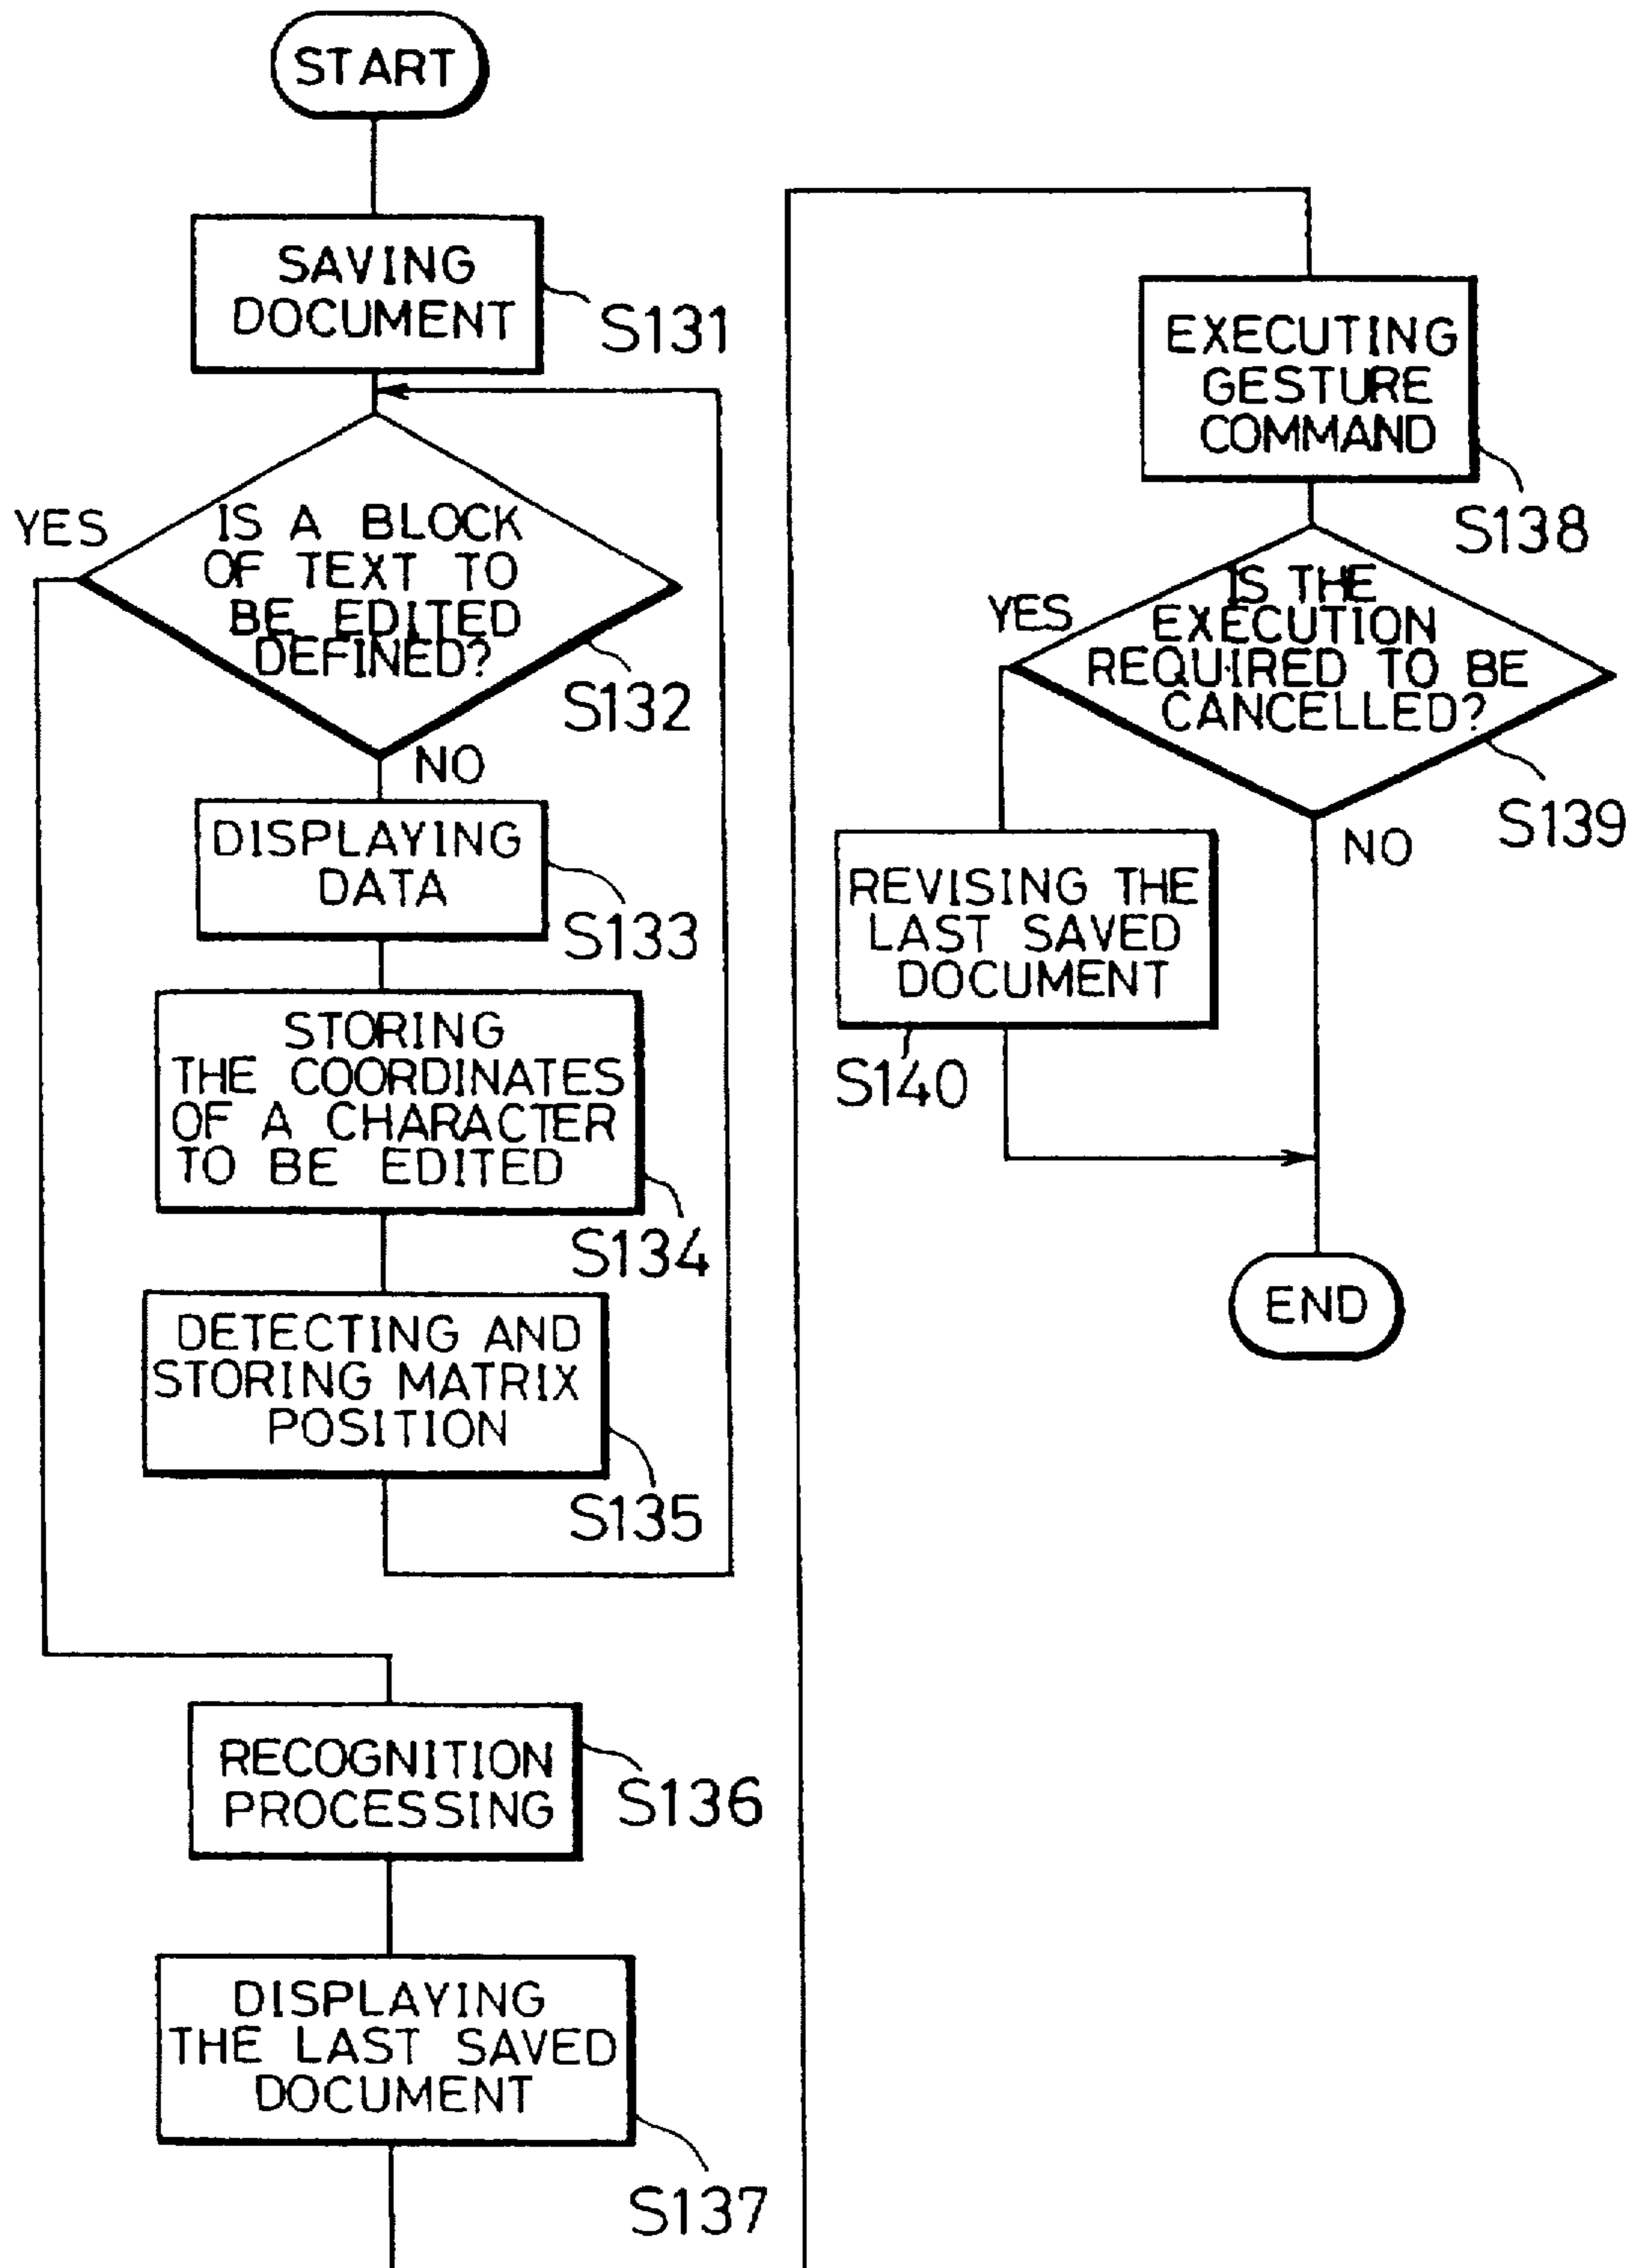 START
SAVING
DOCUMENT
S131
YES
IS A BLOCK
OF TEXT TO
BE EDITED
DEFINED?
S132
NO
DISPLAYING
DATA
S133
STORING
THE COORDINATES
OF A CHARACTER
TO BE EDITED
S134
DETECTING AND
STORING MATRIX
POSITION
S135
RECOGNITION
PROCESSING
S136
DISPLAYING
THE LAST SAVED
DOCUMENT
S137
EXECUTING
GESTURE
COMMAND
S138
YES
IS THE
EXECUTION
REQUIRED TO BE
CANCELLED?
S139
NO
REVISING THE
LAST SAVED
DOCUMENT
S140
END